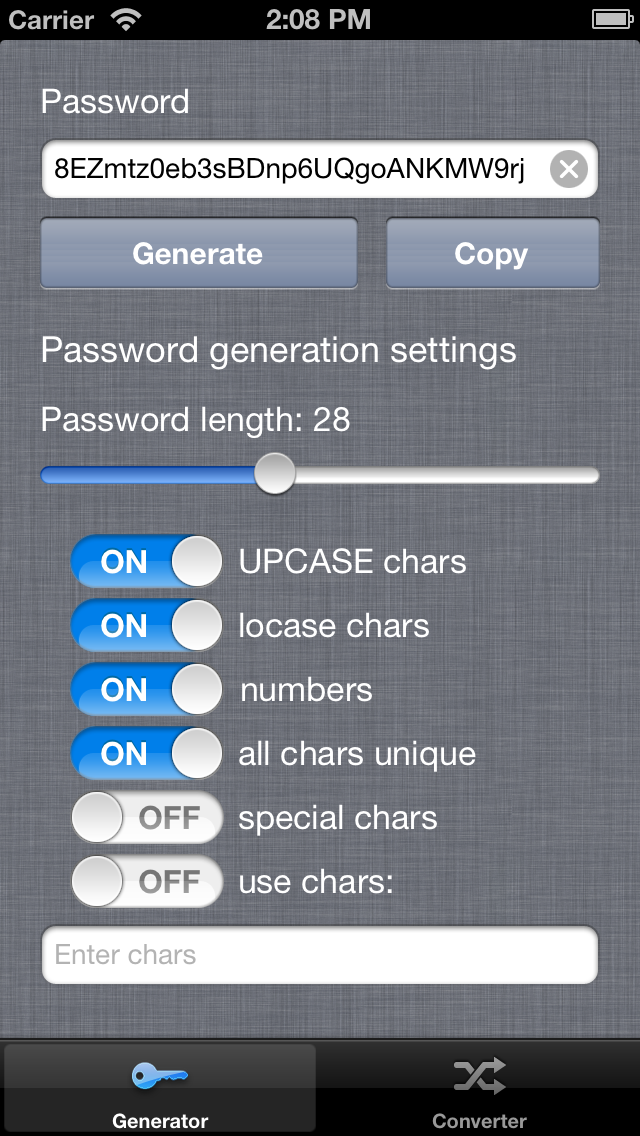 Carrier 2:08 PM
Password
8EZmtz0eb3sBDnp6UQgoANKMW9rj
Generate Copy
Password generation settings
Password length: 28
ON UPCASE chars
ON locase chars
ON numbers
ON all chars unique
OFF special chars
OFF use chars:
Enter chars
Generator Converter